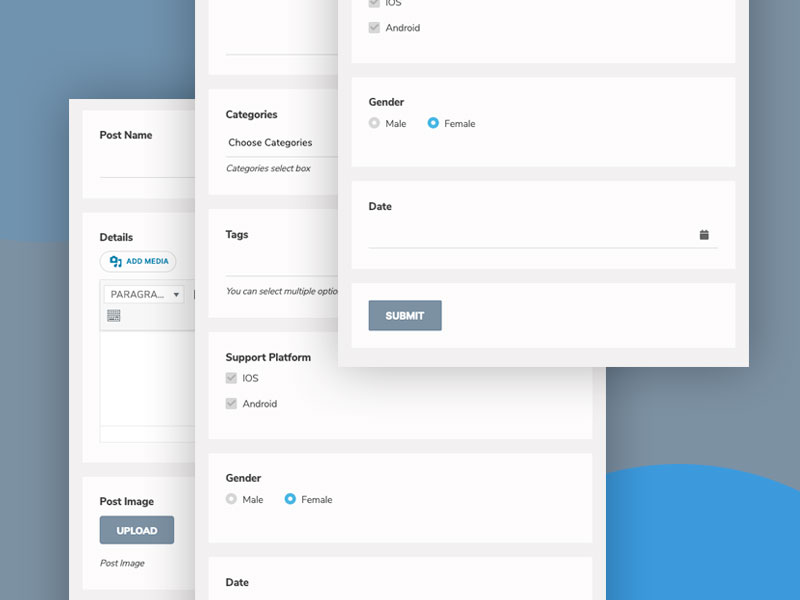 Post Name
Details
ADD MEDIA
PARAGRA...
Post Image
UPLOAD
Post Image
Categories
Choose Categories
Categories select box
Tags
You can select multiple optio
Support Platform
IOS
Android
Gender
Male Female
Date
IOS
Android
Gender
Male Female
Date
SUBMIT